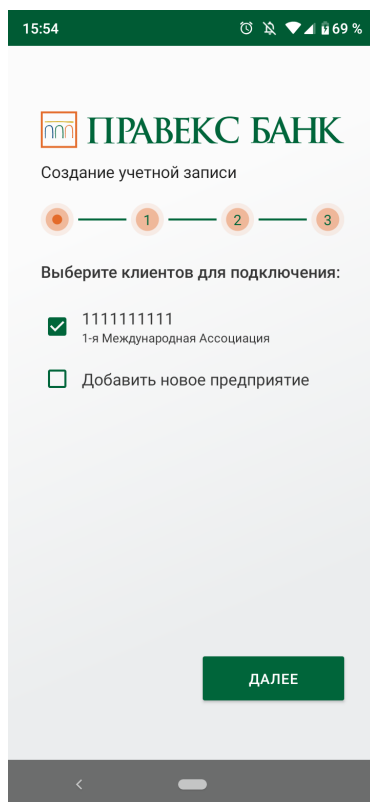 15:54
69 %
ПРАВЕКС БАНК
Создание учетной записи
1 2 3
Выберите клиентов для подключения:
1111111111
1-я Международная Ассоциация
Добавить новое предприятие
ДАЛЕЕ